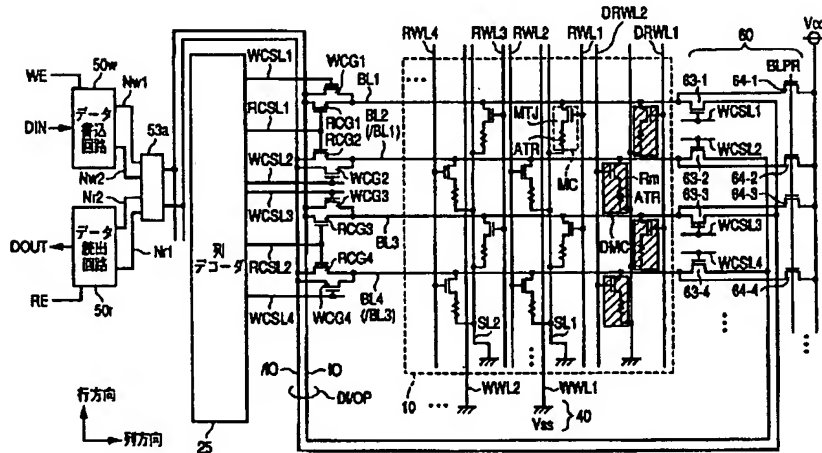 WE
50w
データ
書込
回路
DIN
Nw1
Nw2
53a
Nr2
Nr1
データ
読出
回路
DOUT
RE
50r
行方向
列方向
列
デコーダ
25
WCSL1
RCSL1
WCSL2
WCSL3
RCSL2
WCSL4
WCG1
RCG1
RCG2
WCG2
WCG3
RCG3
RCG4
WCG4
BL1
BL2
(/BL1)
BL3
BL4
(/BL3)
/IO
IO
DI/OP
RWL4
RWL3
RWL2
RWL1
DRWL2
DRWL1
MTJ
ATR
MC
Rm
ATR
DMC
SL2
SL1
10
WWL2
WWL1
Vss
40
60
BLPR
Vcc
63-1
64-1
WCSL1
WCSL2
63-2
64-2
63-3
64-3
WCSL3
WCSL4
63-4
64-4